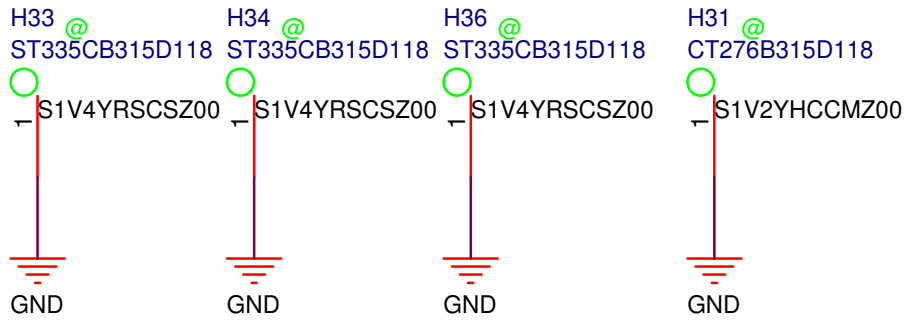 H33 @
ST335CB315D118
1
S1V4YRSCSZ00
GND
H34 @
ST335CB315D118
1
S1V4YRSCSZ00
GND
H36 @
ST335CB315D118
1
S1V4YRSCSZ00
GND
H31 @
CT276B315D118
1
S1V2YHCCMZ00
GND